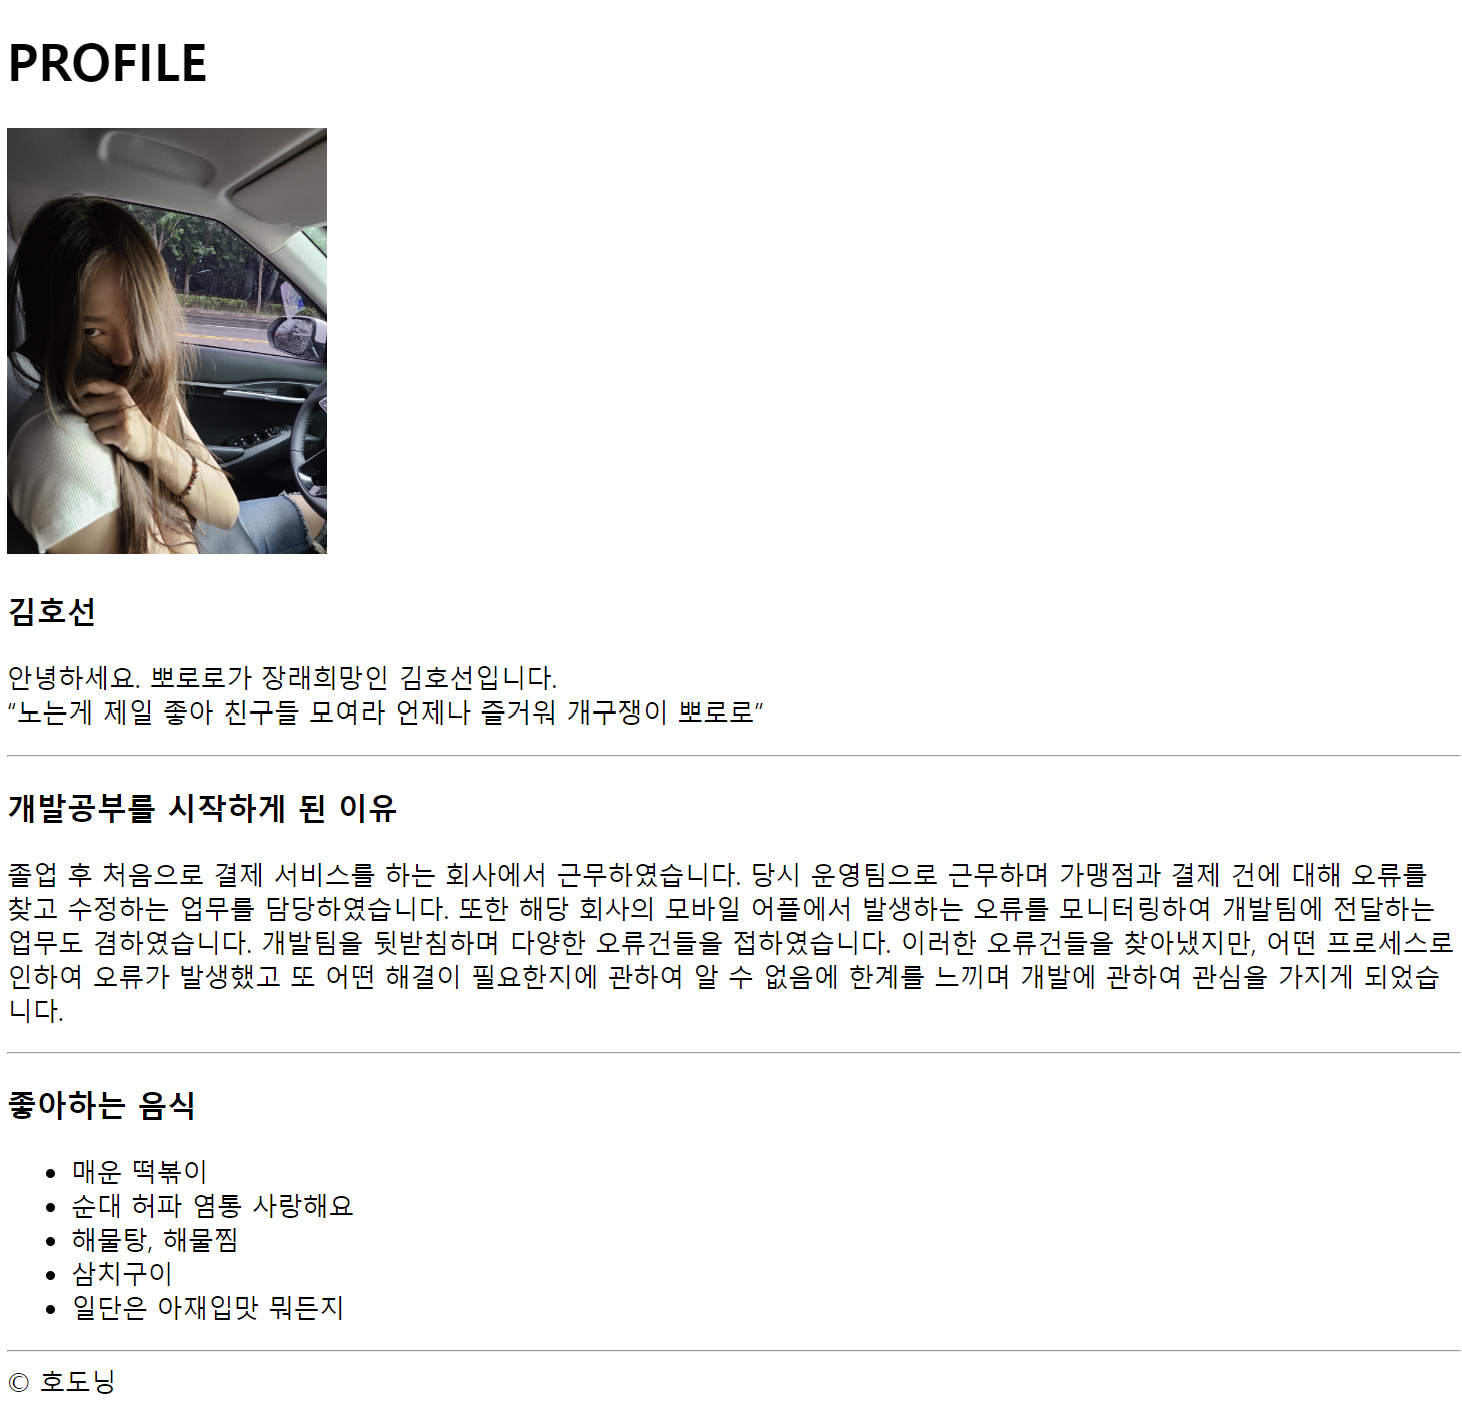 PROFILE
김호선
안녕하세요. 뽀로로가 장래희망인 김호선입니다.
“노는게 제일 좋아 친구들 모여라 언제나 즐거워 개구쟁이 뽀로로”
개발공부를 시작하게 된 이유
졸업 후 처음으로 결제 서비스를 하는 회사에서 근무하였습니다. 당시 운영팀으로 근무하며 가맹점과 결제 건에 대해 오류를
찾고 수정하는 업무를 담당하였습니다. 또한 해당 회사의 모바일 어플에서 발생하는 오류를 모니터링하여 개발팀에 전달하는
업무도 겸하였습니다. 개발팀을 뒷받침하며 다양한 오류건들을 접하였습니다. 이러한 오류건들을 찾아냈지만, 어떤 프로세스로
인하여 오류가 발생했고 또 어떤 해결이 필요한지에 관하여 알 수 없음에 한계를 느끼며 개발에 관하여 관심을 가지게 되었습
니다.
좋아하는 음식
• 매운 떡볶이
• 순대 허파 염통 사랑해요
• 해물탕, 해물찜
• 삼치구이
• 일단은 아재입맛 뭐든지
© 호도닝